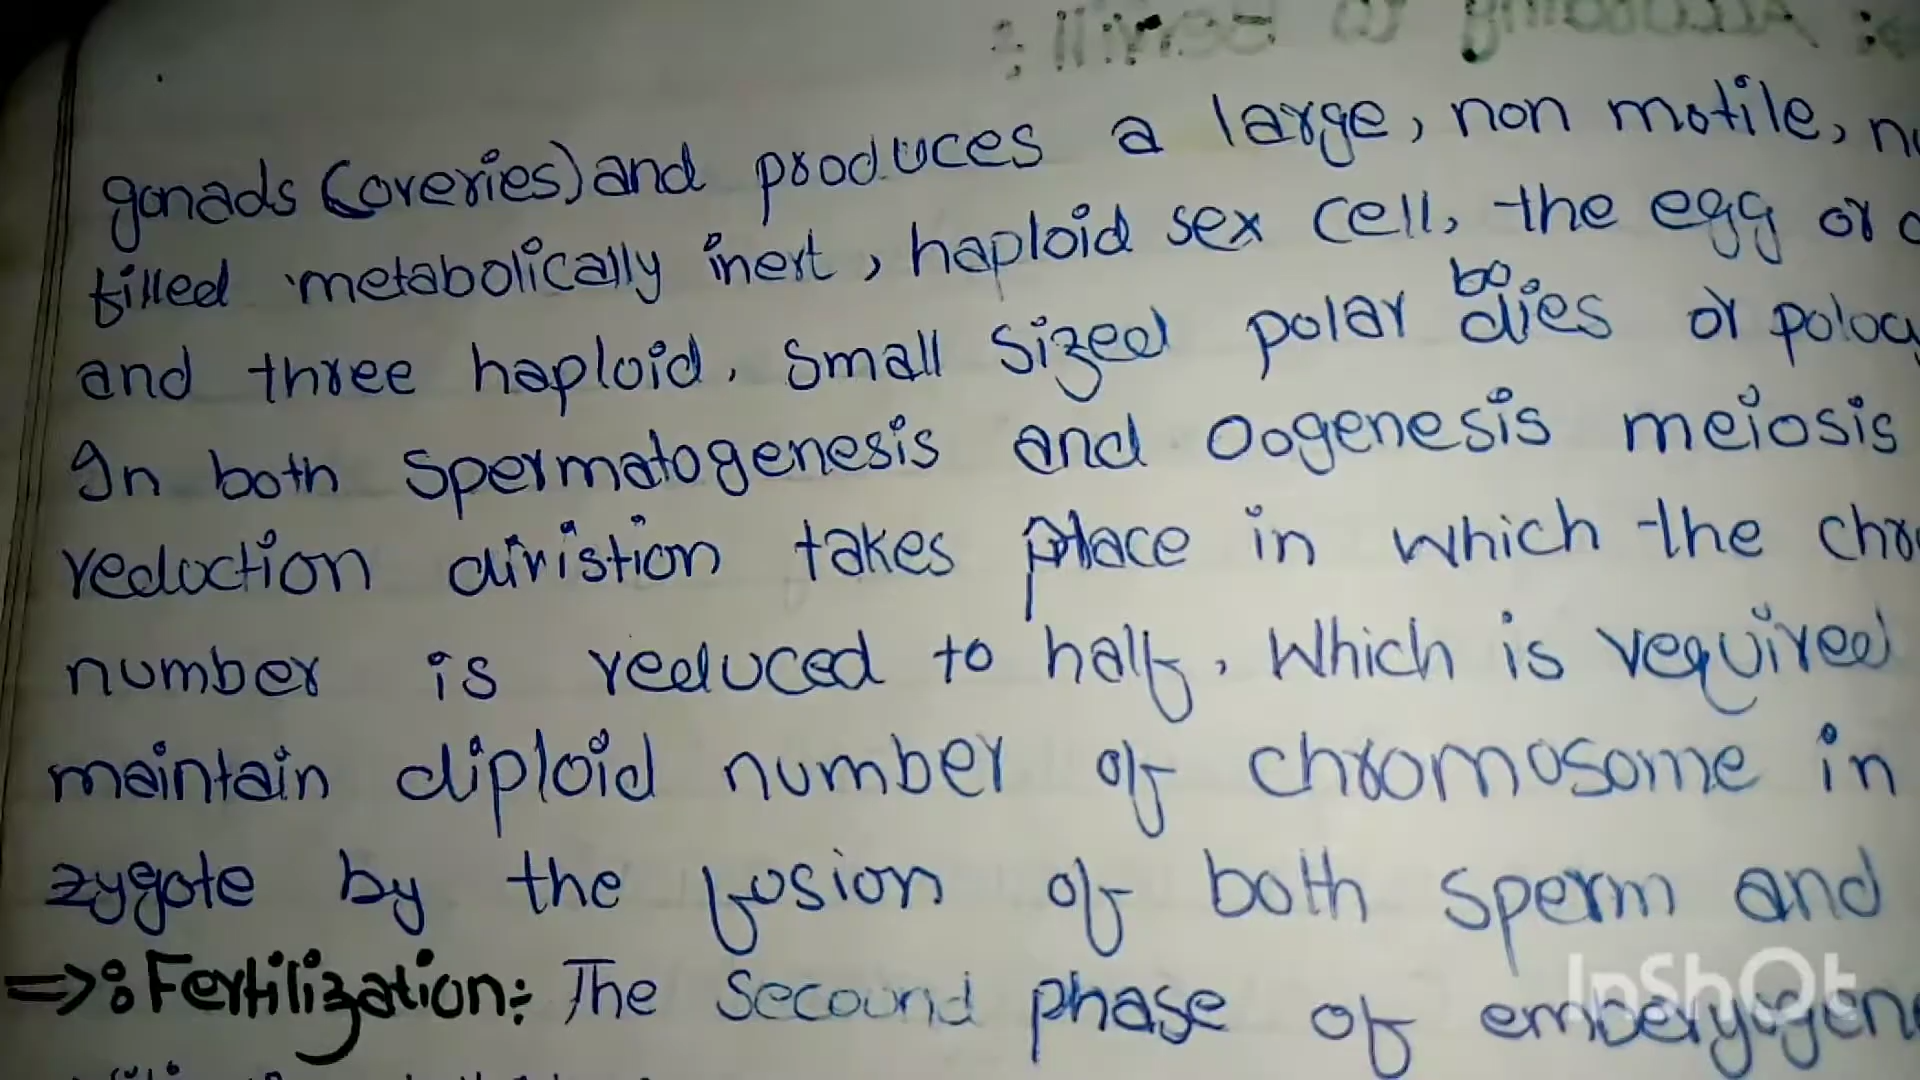 gonads (overies) and produces a large, non motile,
filled metabolically inert, haploid sex cell, the egg or
and three haploid. Small sized polar bodies or
In both Spermatogenesis and Oogenesis meiosis
reduction divistion takes place in which the
number is reduced to half. Which is required
maintain diploid number of chromosome in
zygote by the fusion of both sperm and
=>: Fertilization: The Secound phase of
InShOt